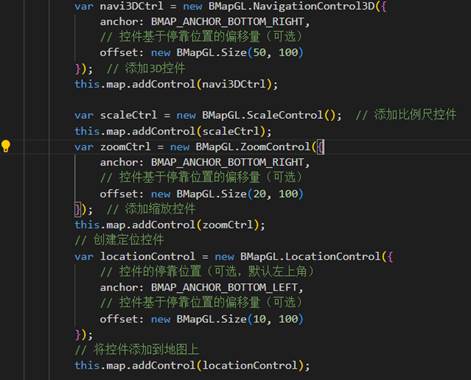 var navi3DCtrl = new BMapGL.NavigationControl3D({
anchor: BMAP_ANCHOR_BOTTOM_RIGHT,
// 控件基于停靠位置的偏移量（可选）
offset: new BMapGL.Size(50, 100)
});  // 添加3D控件
this.map.addControl(navi3DCtrl);
var scaleCtrl = new BMapGL.ScaleControl();  // 添加比例尺控件
this.map.addControl(scaleCtrl);
var zoomCtrl = new BMapGL.ZoomControl({
anchor: BMAP_ANCHOR_BOTTOM_RIGHT,
// 控件基于停靠位置的偏移量（可选）
offset: new BMapGL.Size(20, 100)
});  // 添加缩放控件
this.map.addControl(zoomCtrl);
// 创建定位控件
var locationControl = new BMapGL.LocationControl({
// 控件的停靠位置（可选，默认左上角）
anchor: BMAP_ANCHOR_BOTTOM_LEFT,
// 控件基于停靠位置的偏移量（可选）
offset: new BMapGL.Size(10, 100)
});
// 将控件添加到地图上
this.map.addControl(locationControl);